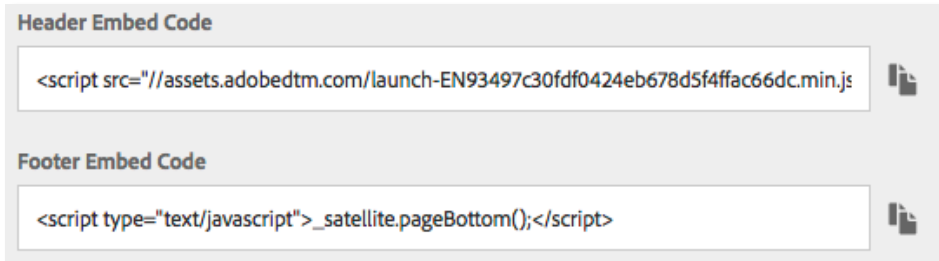 Header Embed Code
<script src="//assets.adobedtm.com/launch-EN93497c30fdf0424eb678d5f4ffac66dc.min.js
Footer Embed Code
<script type="text/javascript">_satellite.pageBottom();</script>